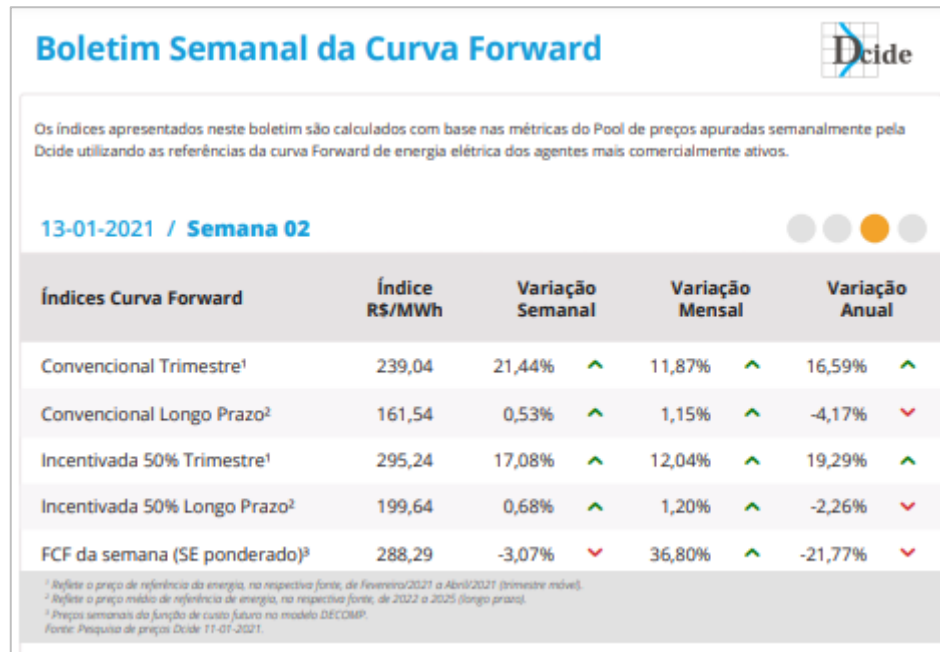 Boletim Semanal da Curva Forward
Dcide
Os índices apresentados neste boletim são calculados com base nas métricas do Pool de preços apuradas semanalmente pela
Dcide utilizando as referências da curva Forward de energia elétrica dos agentes mais comercialmente ativos.
13-01-2021 / Semana 02
Índices Curva Forward Índice R$/MWh Variação Semanal Variação Mensal Variação Anual
Convencional Trimestre¹ 239,04 21,44% 11,87% 16,59%
Convencional Longo Prazo² 161,54 0,53% 1,15% -4,17%
Incentivada 50% Trimestre¹ 295,24 17,08% 12,04% 19,29%
Incentivada 50% Longo Prazo² 199,64 0,68% 1,20% -2,26%
FCF da semana (SE ponderado)³ 288,29 -3,07% 36,80% -21,77%
¹ Reflete o preço de referência da energia, na respectiva fonte, de Fevereiro/2021 a Abril/2021 (trimestre móvel).
² Reflete o preço médio de referência de energia, na respectiva fonte, de 2022 a 2025 (longo prazo).
³ Preços semanais da função de custo futuro no modelo DECOMP.
Fonte: Pesquisa de preços Dcide 11-01-2021.